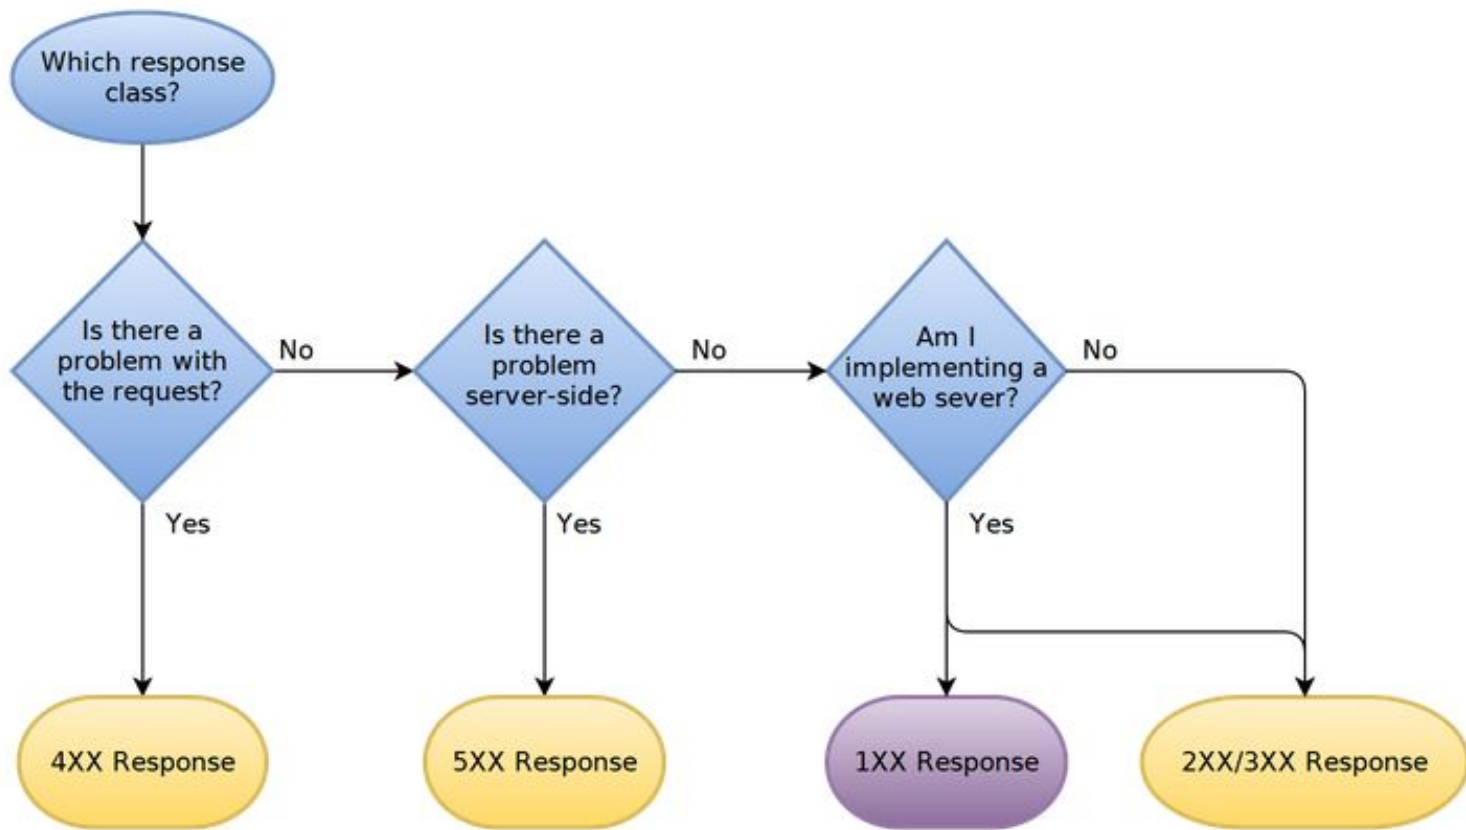 Which response
class?
Is there a
problem with
the request?
No
Is there a
problem
server-side?
No
Am I
implementing a
web sever?
No
Yes
Yes
Yes
4XX Response
5XX Response
1XX Response
2XX/3XX Response